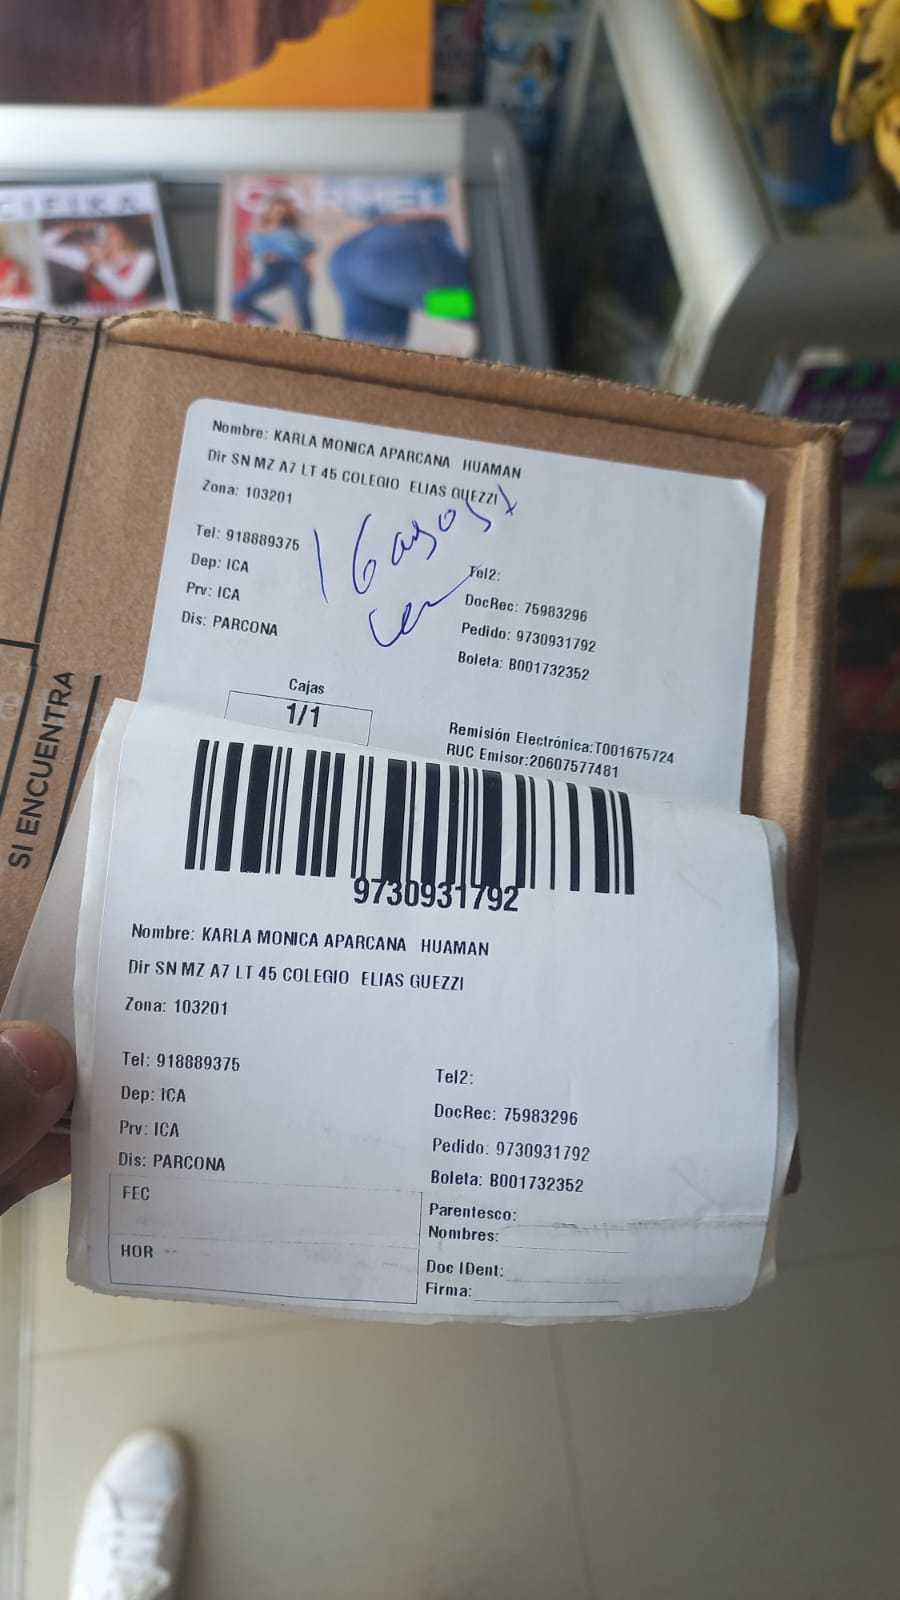 CARMEL
Nombre: KARLA MONICA APARCANA HUAMAN
Dir SN MZ A7 LT 45 COLEGIO ELIAS GUEZZI
Zona: 103201
Tel: 918889375
Dep: ICA
Prv: ICA
Dis: PARCONA
16 agost
Tel2:
DocRec: 75983296
Pedido: 9730931792
Boleta: B001732352
Cajas
1/1
Remisión Electrónica:T001675724
RUC Emisor:20607577481
SI ENCUENTRA
9730931792
Nombre: KARLA MONICA APARCANA HUAMAN
Dir SN MZ A7 LT 45 COLEGIO ELIAS GUEZZI
Zona: 103201
Tel: 918889375
Dep: ICA
Prv: ICA
Dis: PARCONA
FEC
HOR
Tel2:
DocRec: 75983296
Pedido: 9730931792
Boleta: B001732352
Parentesco:
Nombres:
Doc IDent:
Firma: